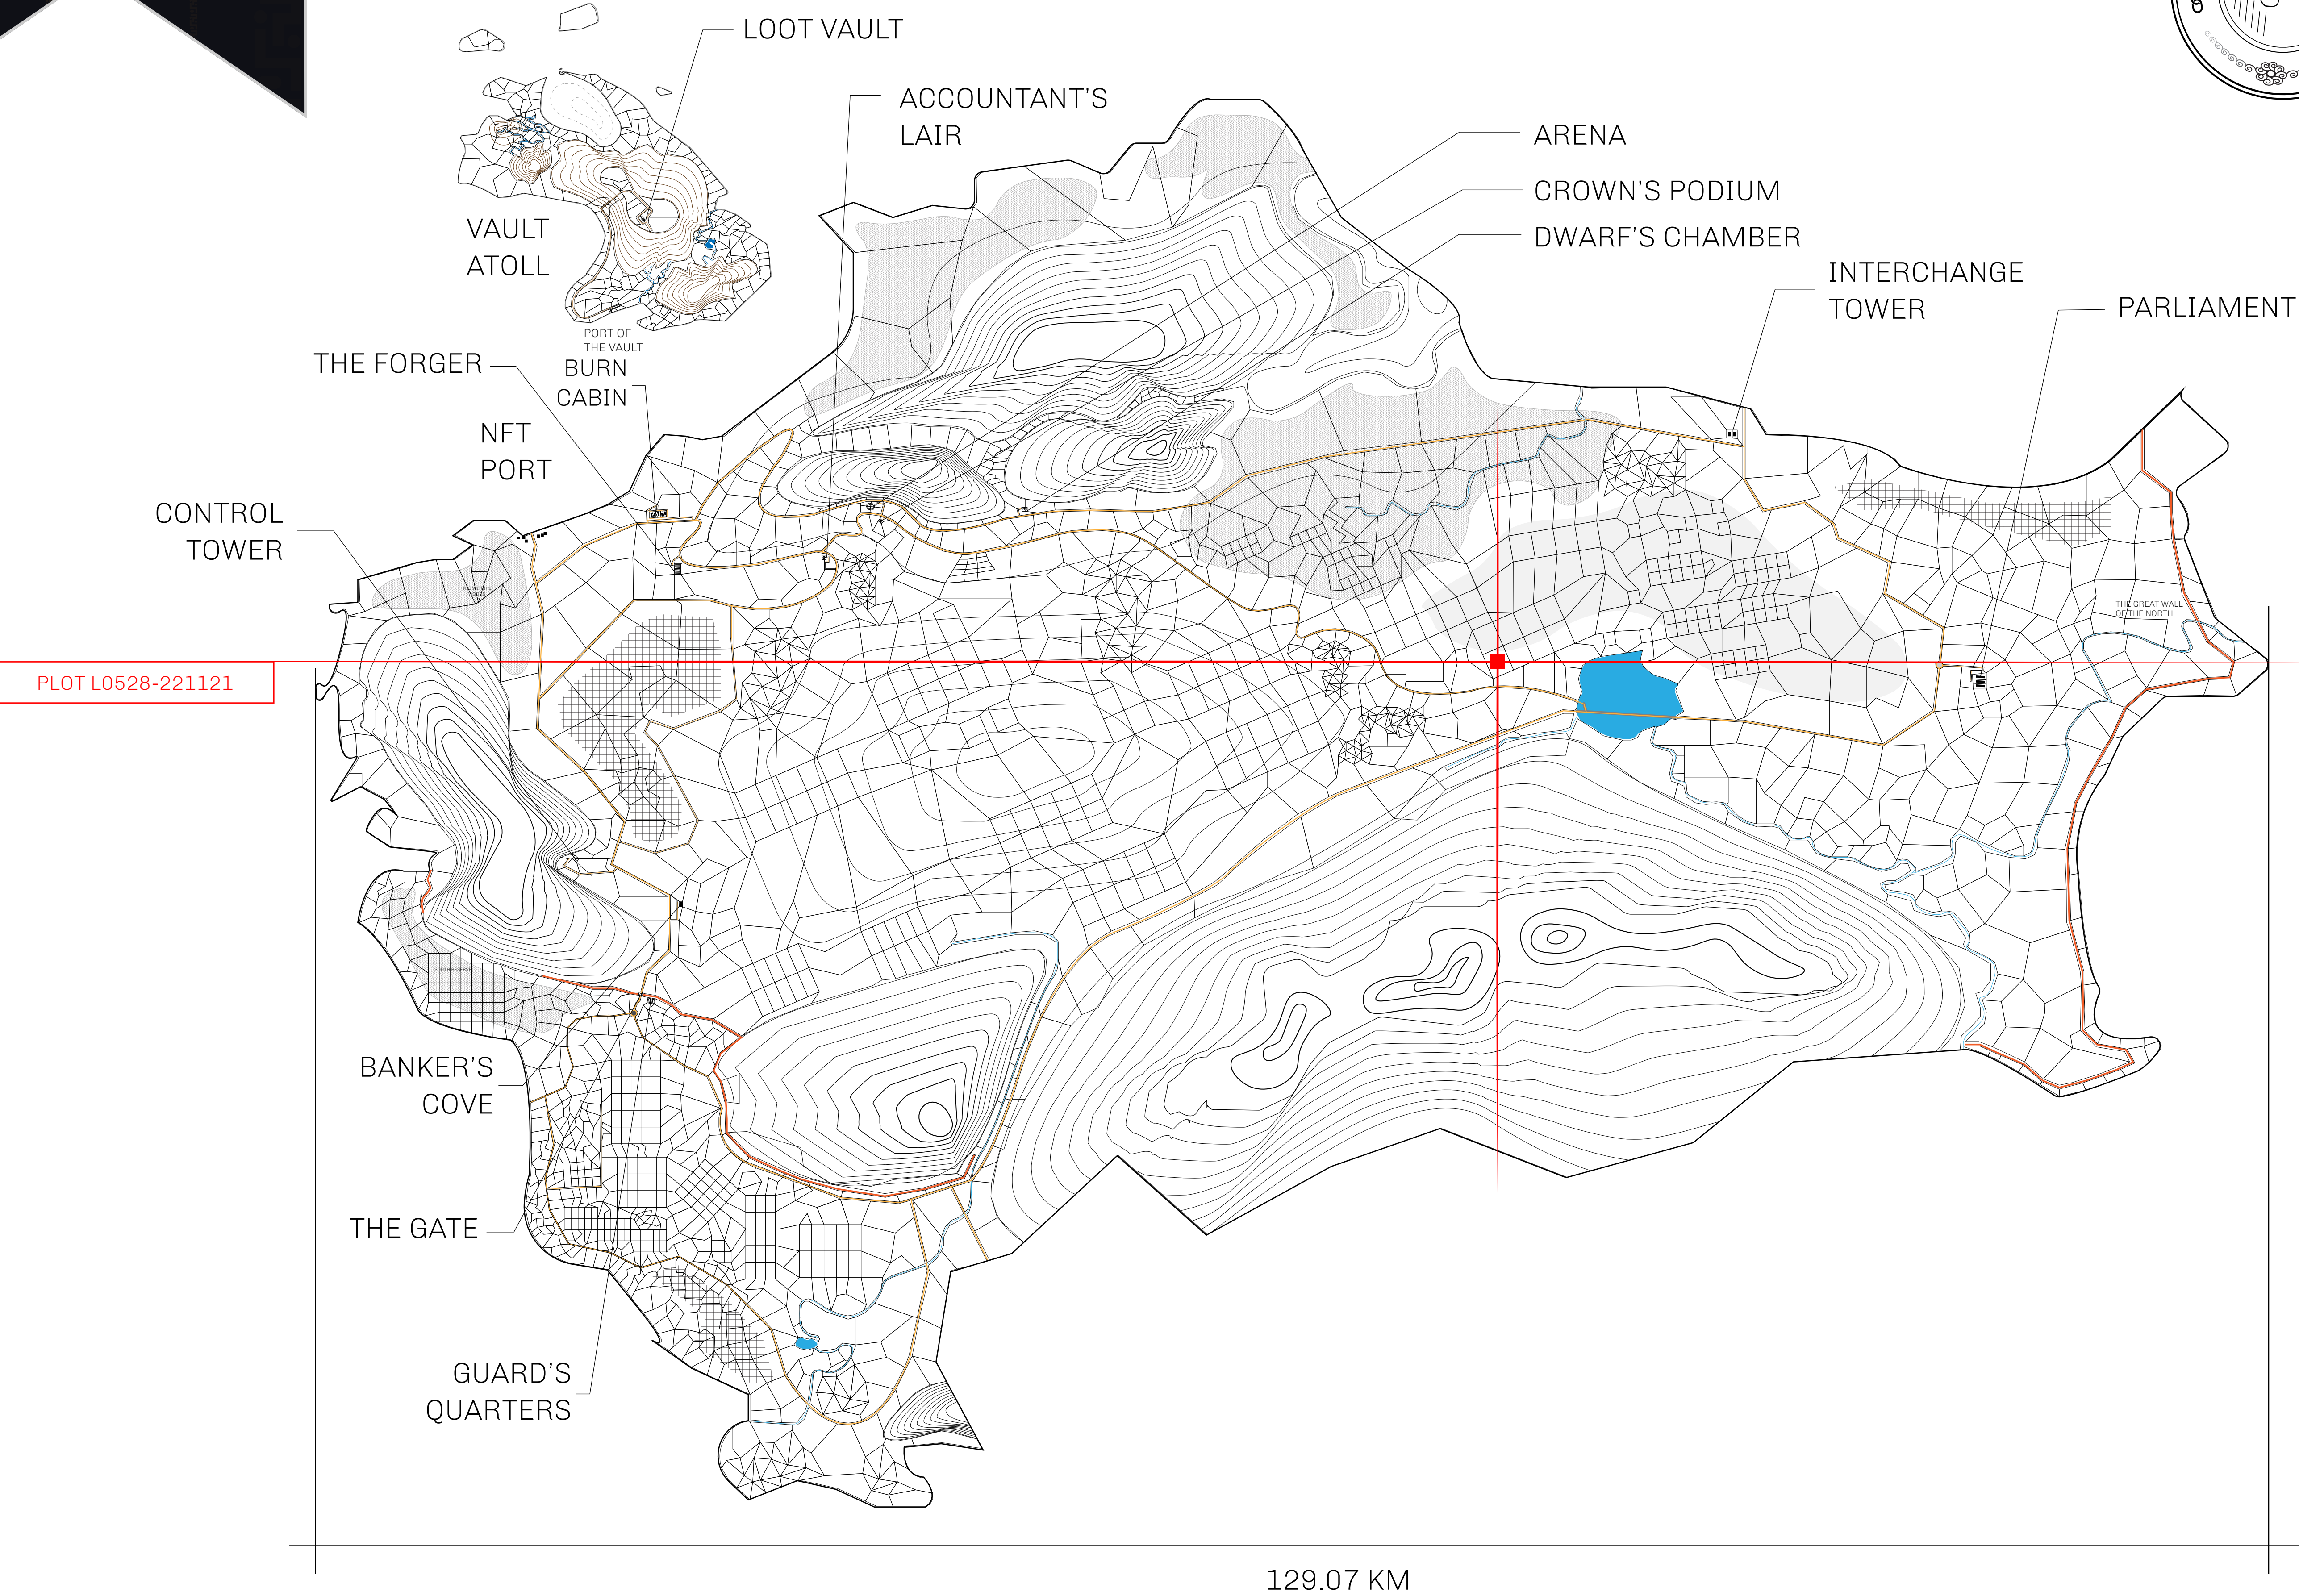 LOOT VAULT
ACCOUNTANT'S
LAIR
ARENA
CROWN'S PODIUM
DWARF'S CHAMBER
INTERCHANGE
TOWER
PARLIAMENT
VAULT
ATOLL
PORT OF
THE VAULT
THE FORGER
BURN
CABIN
NFT
PORT
CONTROL
TOWER
THE GREAT WALL
OF THE NORTH
PLOT L0528-221121
SOUTH RESERVE
BANKER'S
COVE
THE GATE
GUARD'S
QUARTERS
129.07 KM